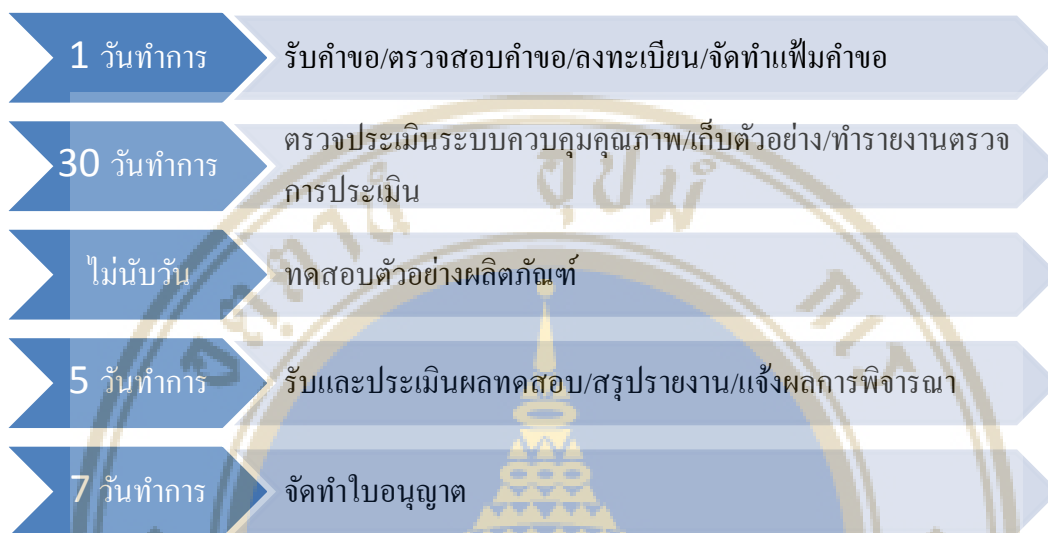 1 วันทำการ
รับคำขอ/ตรวจสอบคำขอ/ลงทะเบียน/จัดทำแฟ้มคำขอ
30 วันทำการ
ตรวจประเมินระบบควบคุมคุณภาพ/เก็บตัวอย่าง/ทำรายงานตรวจ
การประเมิน
ไม่นับวัน
ทดสอบตัวอย่างผลิตภัณฑ์
5 วันทำการ
รับและประเมินผลทดสอบ/สรุปรายงาน/แจ้งผลการพิจารณา
7 วันทำการ
จัดทำใบอนุญาต